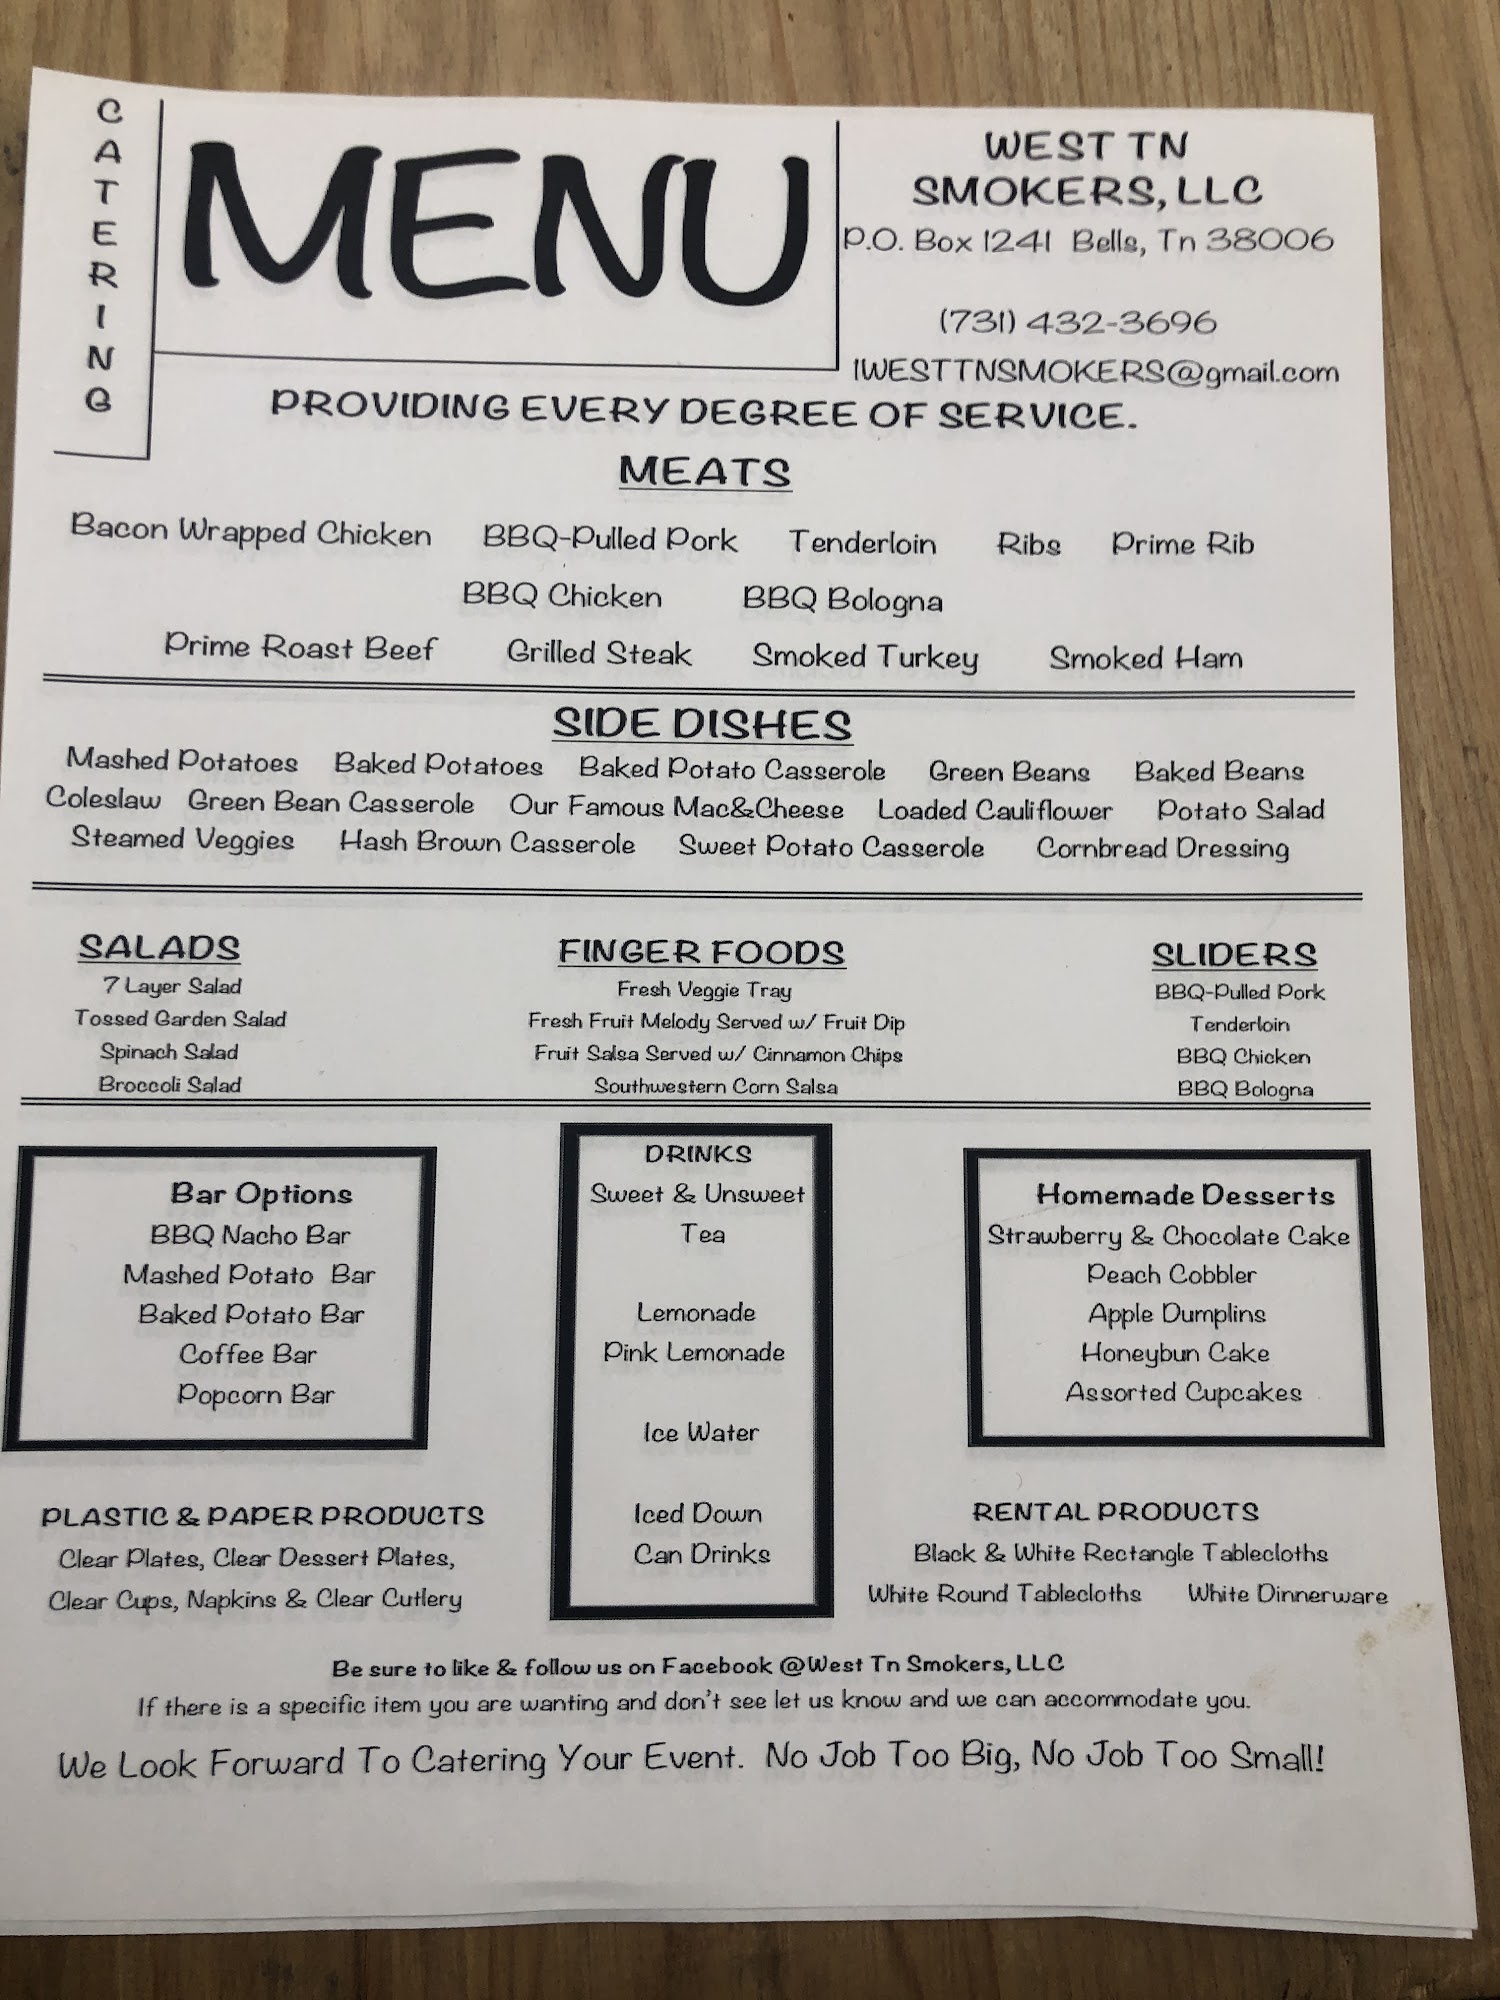 CATERING
MENU
WEST TN
SMOKERS, LLC
P.O. Box 1241 Bells, Tn 38006
(731) 432-3696
1WESTTNSMOKERS@gmail.com
PROVIDING EVERY DEGREE OF SERVICE.
MEATS
Bacon Wrapped Chicken BBQ-Pulled Pork Tenderloin Ribs Prime Rib
BBQ Chicken BBQ Bologna
Prime Roast Beef Grilled Steak Smoked Turkey Smoked Ham
SIDE DISHES
Mashed Potatoes Baked Potatoes Baked Potato Casserole Green Beans Baked Beans
Coleslaw Green Bean Casserole Our Famous Mac&Cheese Loaded Cauliflower Potato Salad
Steamed Veggies Hash Brown Casserole Sweet Potato Casserole Cornbread Dressing
SALADS
7 Layer Salad
Tossed Garden Salad
Spinach Salad
Broccoli Salad
FINGER FOODS
Fresh Veggie Tray
Fresh Fruit Melody Served w/ Fruit Dip
Fruit Salsa Served w/ Cinnamon Chips
Southwestern Corn Salsa
SLIDERS
BBQ-Pulled Pork
Tenderloin
BBQ Chicken
BBQ Bologna
Bar Options
BBQ Nacho Bar
Mashed Potato Bar
Baked Potato Bar
Coffee Bar
Popcorn Bar
DRINKS
Sweet & Unsweet
Tea
Lemonade
Pink Lemonade
Ice Water
Iced Down
Can Drinks
Homemade Desserts
Strawberry & Chocolate Cake
Peach Cobbler
Apple Dumplins
Honeybun Cake
Assorted Cupcakes
PLASTIC & PAPER PRODUCTS
Clear Plates, Clear Dessert Plates,
Clear Cups, Napkins & Clear Cutlery
RENTAL PRODUCTS
Black & White Rectangle Tablecloths
White Round Tablecloths White Dinnerware
Be sure to like & follow us on Facebook @West Tn Smokers, LLC
If there is a specific item you are wanting and don't see let us know and we can accommodate you.
We Look Forward To Catering Your Event. No Job Too Big, No Job Too Small!